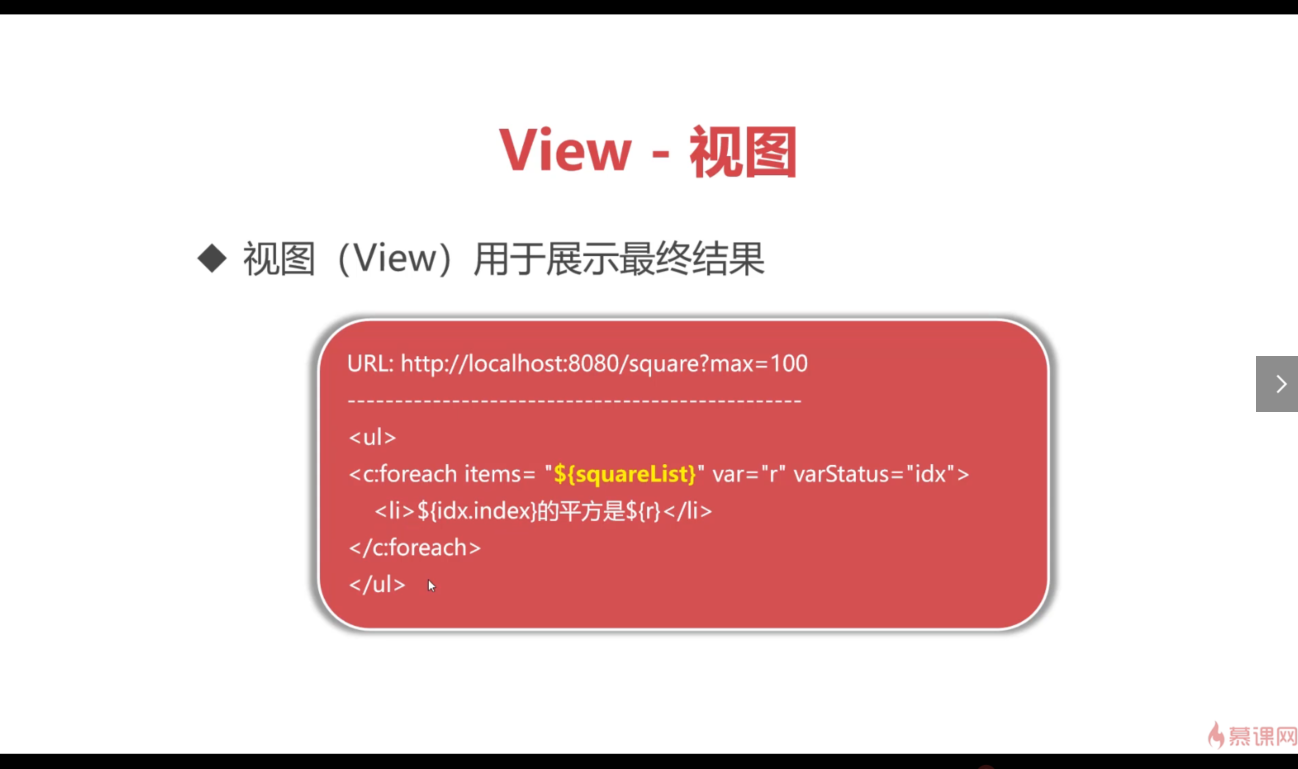 View - 视图
◆ 视图（View）用于展示最终结果
URL: http://localhost:8080/square?max=100
------------------------------------------------
<ul>
<c:foreach items= "${squareList}" var="r" varStatus="idx">
<li>${idx.index}的平方是${r}</li>
</c:foreach>
</ul>
慕课网